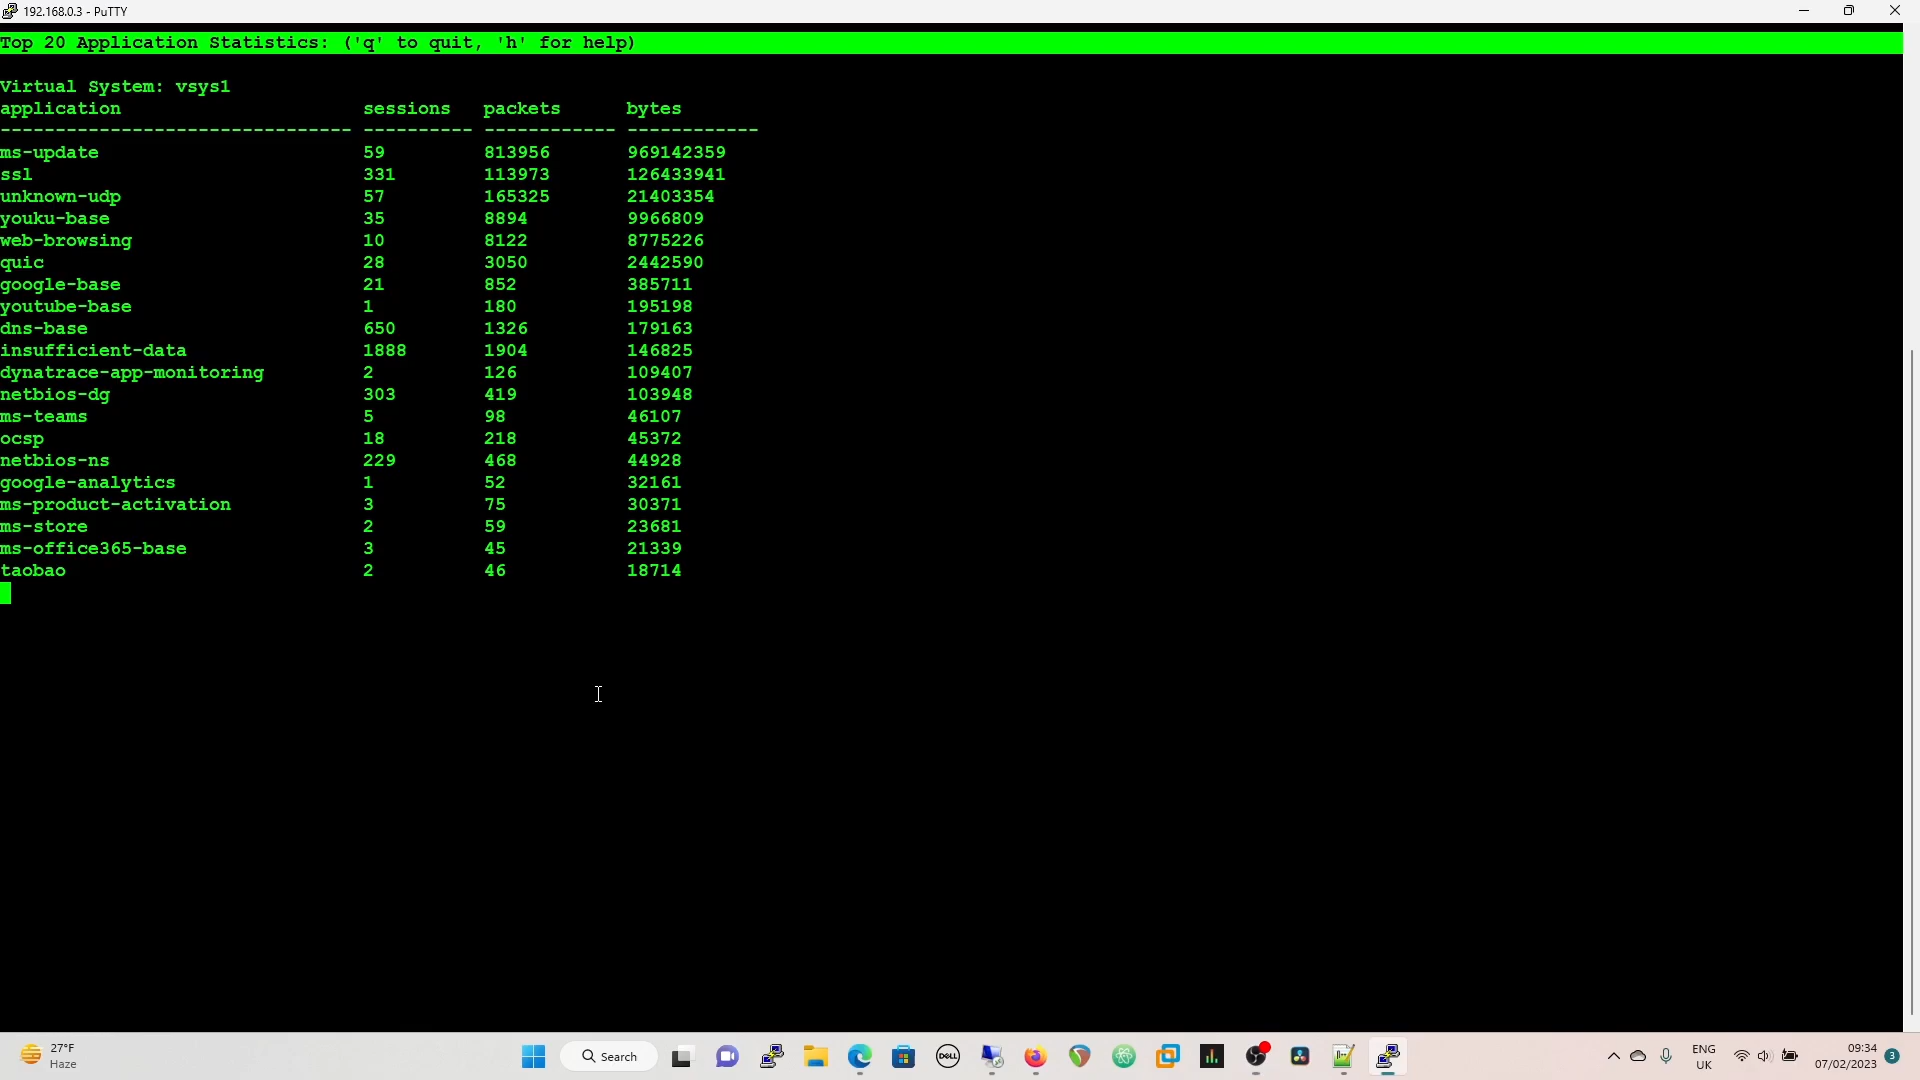 192.168.0.3 - PuTTY
Top 20 Application Statistics: ('q' to quit, 'h' for help)
Virtual System: vsys1
application sessions packets bytes
-------------------------------- ---------- ------------ ------------
ms-update 59 813956 969142359
ssl 331 113973 126433941
unknown-udp 57 165325 21403354
youku-base 35 8894 9966809
web-browsing 10 8122 8775226
quic 28 3050 2442590
google-base 21 852 385711
youtube-base 1 180 195198
dns-base 650 1326 179163
insufficient-data 1888 1904 146825
dynatrace-app-monitoring 2 126 109407
netbios-dg 303 419 103948
ms-teams 5 98 46107
ocsp 18 218 45372
netbios-ns 229 468 44928
google-analytics 1 52 32161
ms-product-activation 3 75 30371
ms-store 2 59 23681
ms-office365-base 3 45 21339
taobao 2 46 18714
27°F
Haze
Search
DELL
ENG
UK
09:34
07/02/2023
3